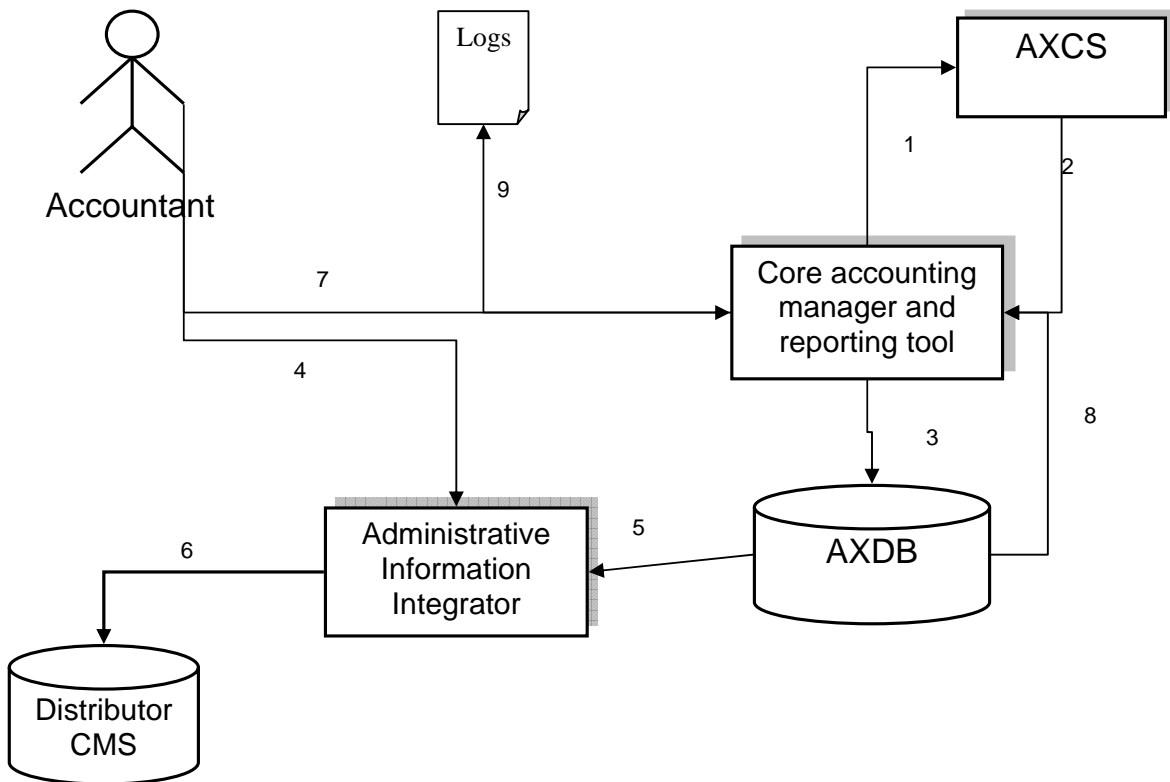 Logs
AXCS
1
2
Accountant
9
7
Core accounting
manager and
reporting tool
4
3
8
5
6
Administrative
Information
Integrator
AXDB
Distributor
CMS